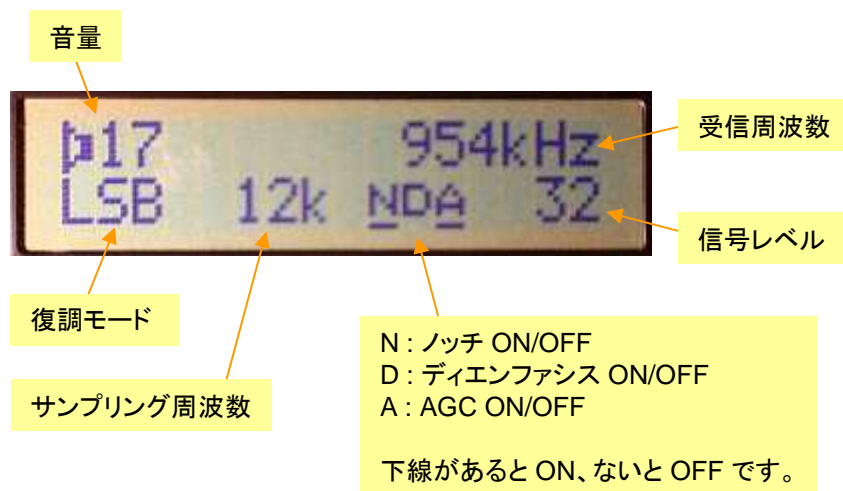 音量
17 954kHz
受信周波数
LSB 12k NDA 32
信号レベル
復調モード
サンプリング周波数
N : ノッチ ON/OFF
D : ディエンファシス ON/OFF
A : AGC ON/OFF
下線があると ON、ないと OFF です。